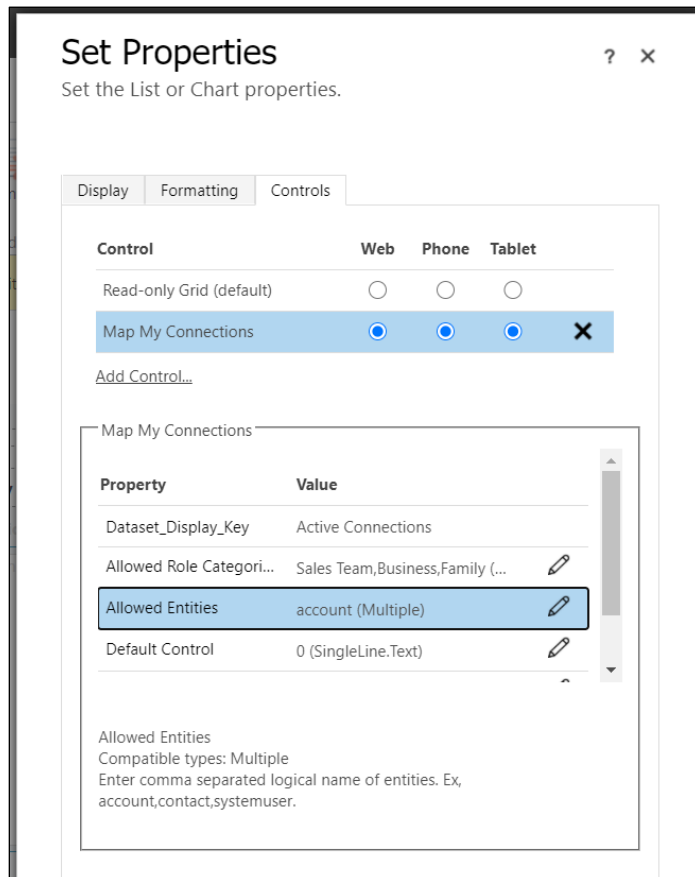 Set Properties
? ×
Set the List or Chart properties.
Display Formatting Controls
Control Web Phone Tablet
Read-only Grid (default)
Map My Connections
Add Control...
Map My Connections
Property Value
Dataset_Display_Key Active Connections
Allowed Role Categori... Sales Team,Business,Family (...
Allowed Entities account (Multiple)
Default Control 0 (SingleLine.Text)
Allowed Entities
Compatible types: Multiple
Enter comma separated logical name of entities. Ex,
account,contact,systemuser.